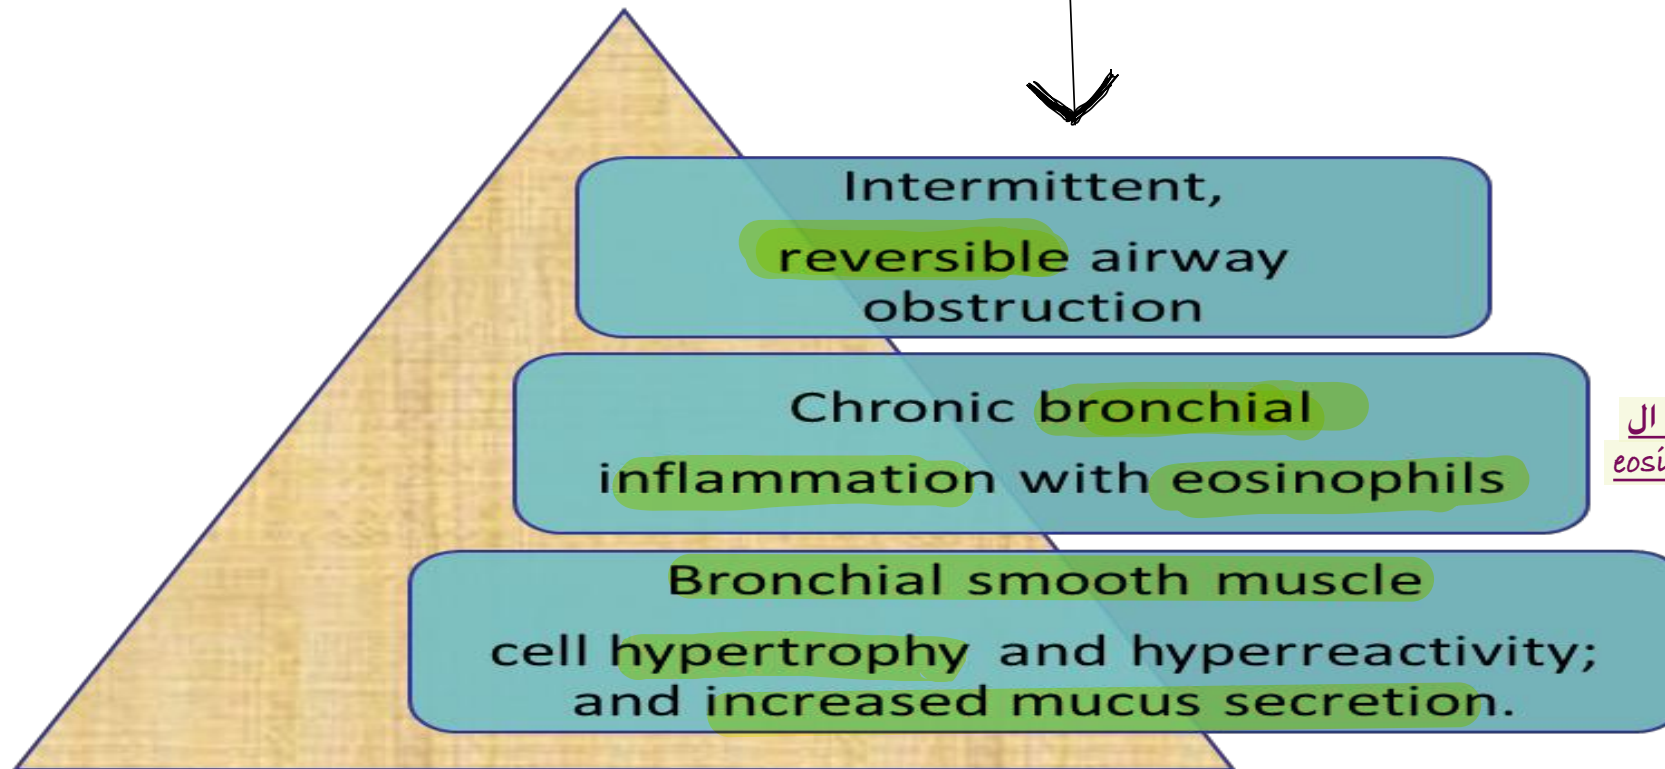 Intermittent,
reversible airway
obstruction
Chronic bronchial
inflammation with eosinophils
ال
Bronchial smooth muscle
cell hypertrophy and hyperreactivity;
and increased mucus secretion.